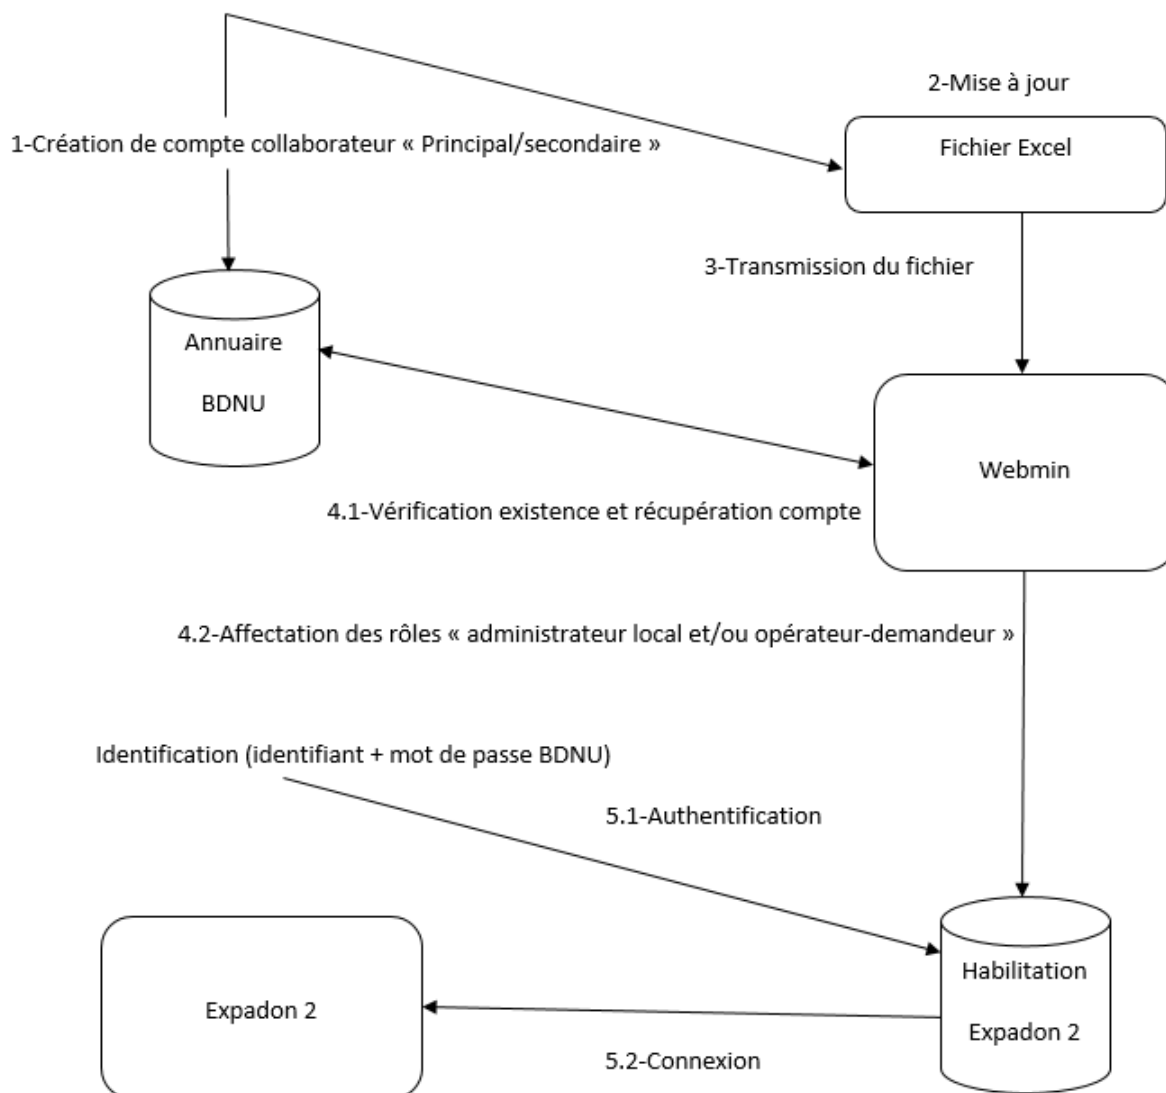 2-Mise à jour
1-Création de compte collaborateur « Principal/secondaire »
Fichier Excel
3-Transmission du fichier
Annuaire
BDNU
Webmin
4.1-Vérification existence et récupération compte
4.2-Affectation des rôles « administrateur local et/ou opérateur-demandeur »
Identification (identifiant + mot de passe BDNU)
5.1-Authentification
Habilitation
Expadon 2
Expadon 2
5.2-Connexion